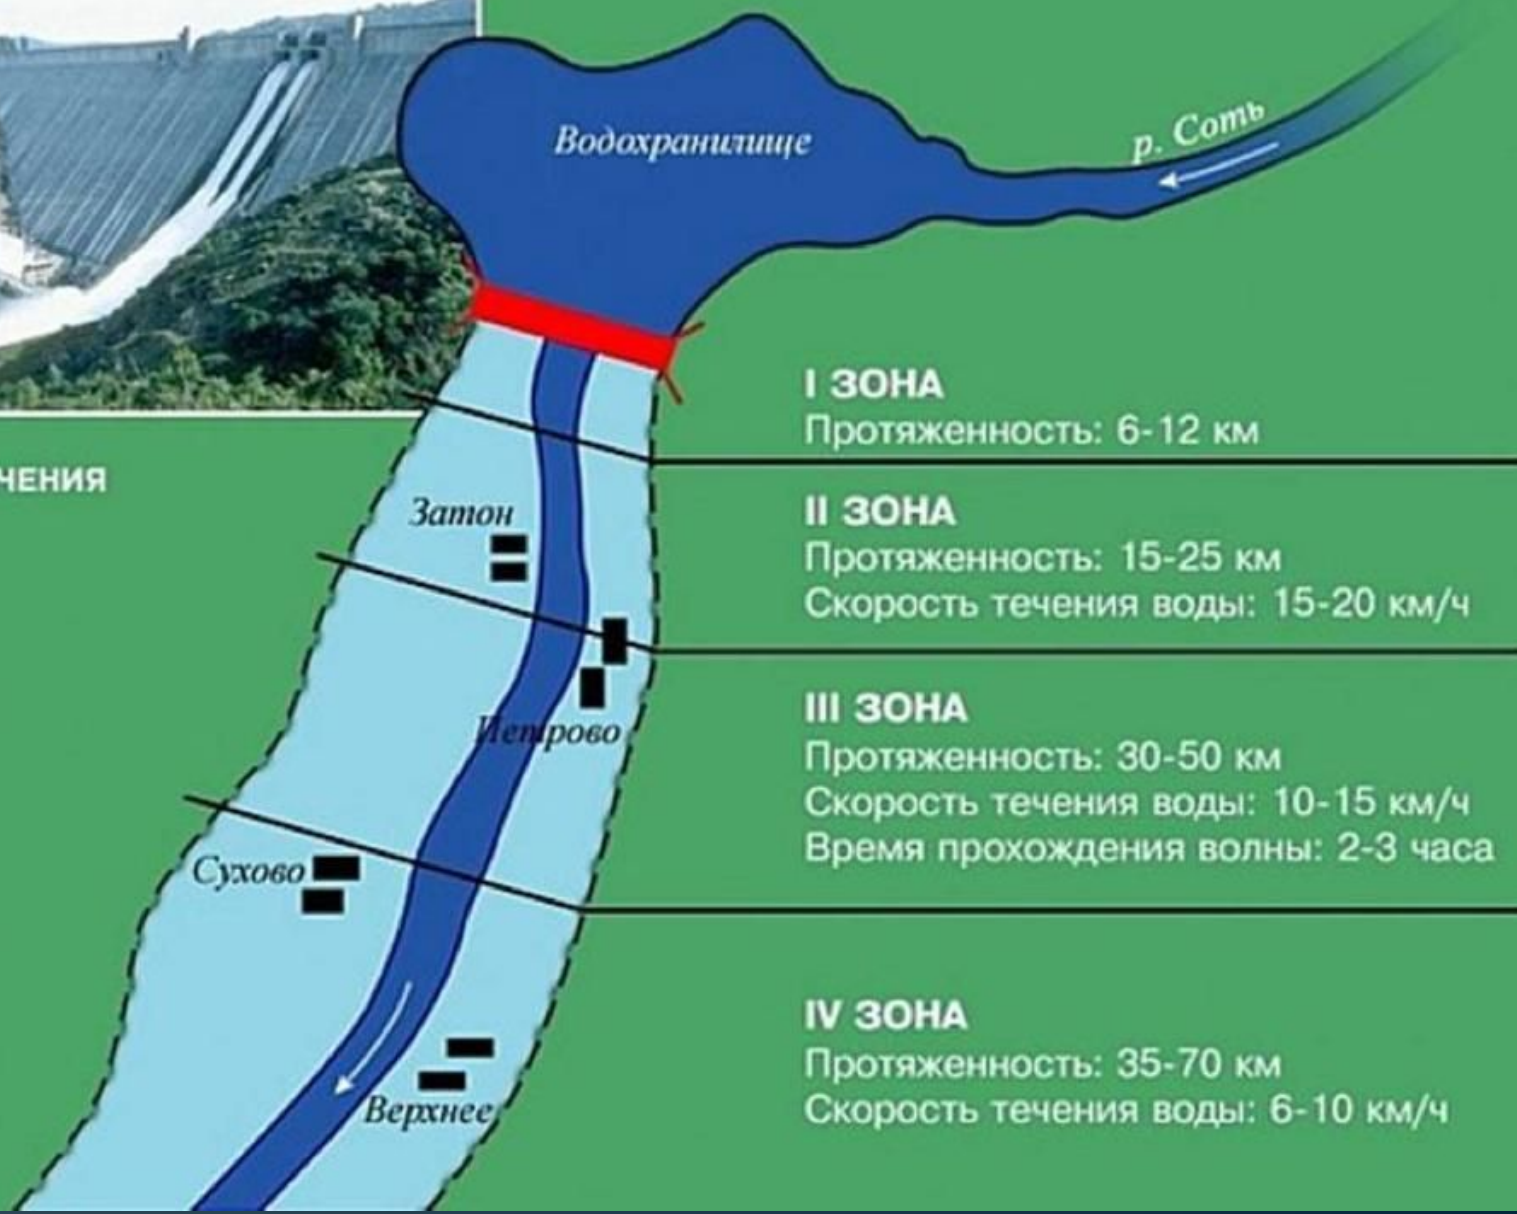 Водохранилище
р. Соть
I ЗОНА
Протяженность: 6-12 км
ЧЕНИЯ
II ЗОНА
Затон
Протяженность: 15-25 км
Скорость течения воды: 15-20 км/ч
III ЗОНА
Петрово
Протяженность: 30-50 км
Скорость течения воды: 10-15 км/ч
Время прохождения волны: 2-3 часа
Сухово
IV ЗОНА
Протяженность: 35-70 км
Скорость течения воды: 6-10 км/ч
Верхнее